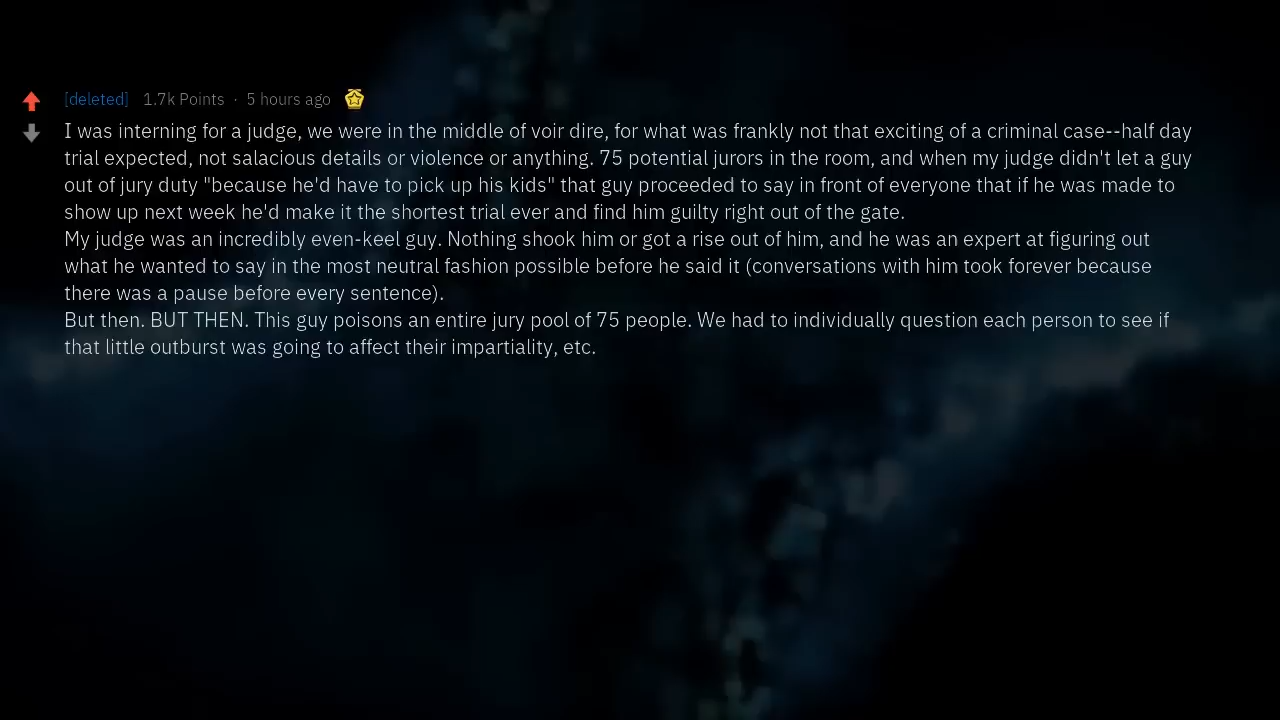 [deleted] 1.7k Points · 5 hours ago
I was interning for a judge, we were in the middle of voir dire, for what was frankly not that exciting of a criminal case--half day
trial expected, not salacious details or violence or anything. 75 potential jurors in the room, and when my judge didn't let a guy
out of jury duty "because he'd have to pick up his kids" that guy proceeded to say in front of everyone that if he was made to
show up next week he'd make it the shortest trial ever and find him guilty right out of the gate.
My judge was an incredibly even-keel guy. Nothing shook him or got a rise out of him, and he was an expert at figuring out
what he wanted to say in the most neutral fashion possible before he said it (conversations with him took forever because
there was a pause before every sentence).
But then. BUT THEN. This guy poisons an entire jury pool of 75 people. We had to individually question each person to see if
that little outburst was going to affect their impartiality, etc.